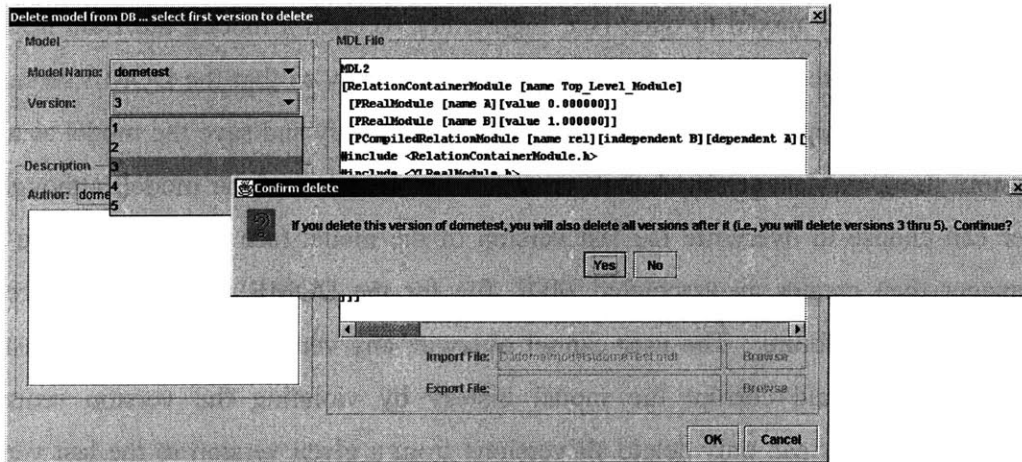 Delete model from DB ... select first version to delete
Model
Model Name: dometest
Version: 3
1
2
3
4
5
Description
Author: dome
MDL File
MDL2
[RelationContainerModule [name Top_Level_Module]
[PRealModule [name A][value 0.000000]]
[PRealModule [name B][value 1.000000]]
[PCompiledRelationModule [name rel][independent B][dependent A][
#include <RelationContainerModule.h>
Confirm delete
If you delete this version of dometest, you will also delete all versions after it (i.e., you will delete versions 3 thru 5). Continue?
Yes No
]]]
Import File: Browse
Export File: Browse
OK Cancel